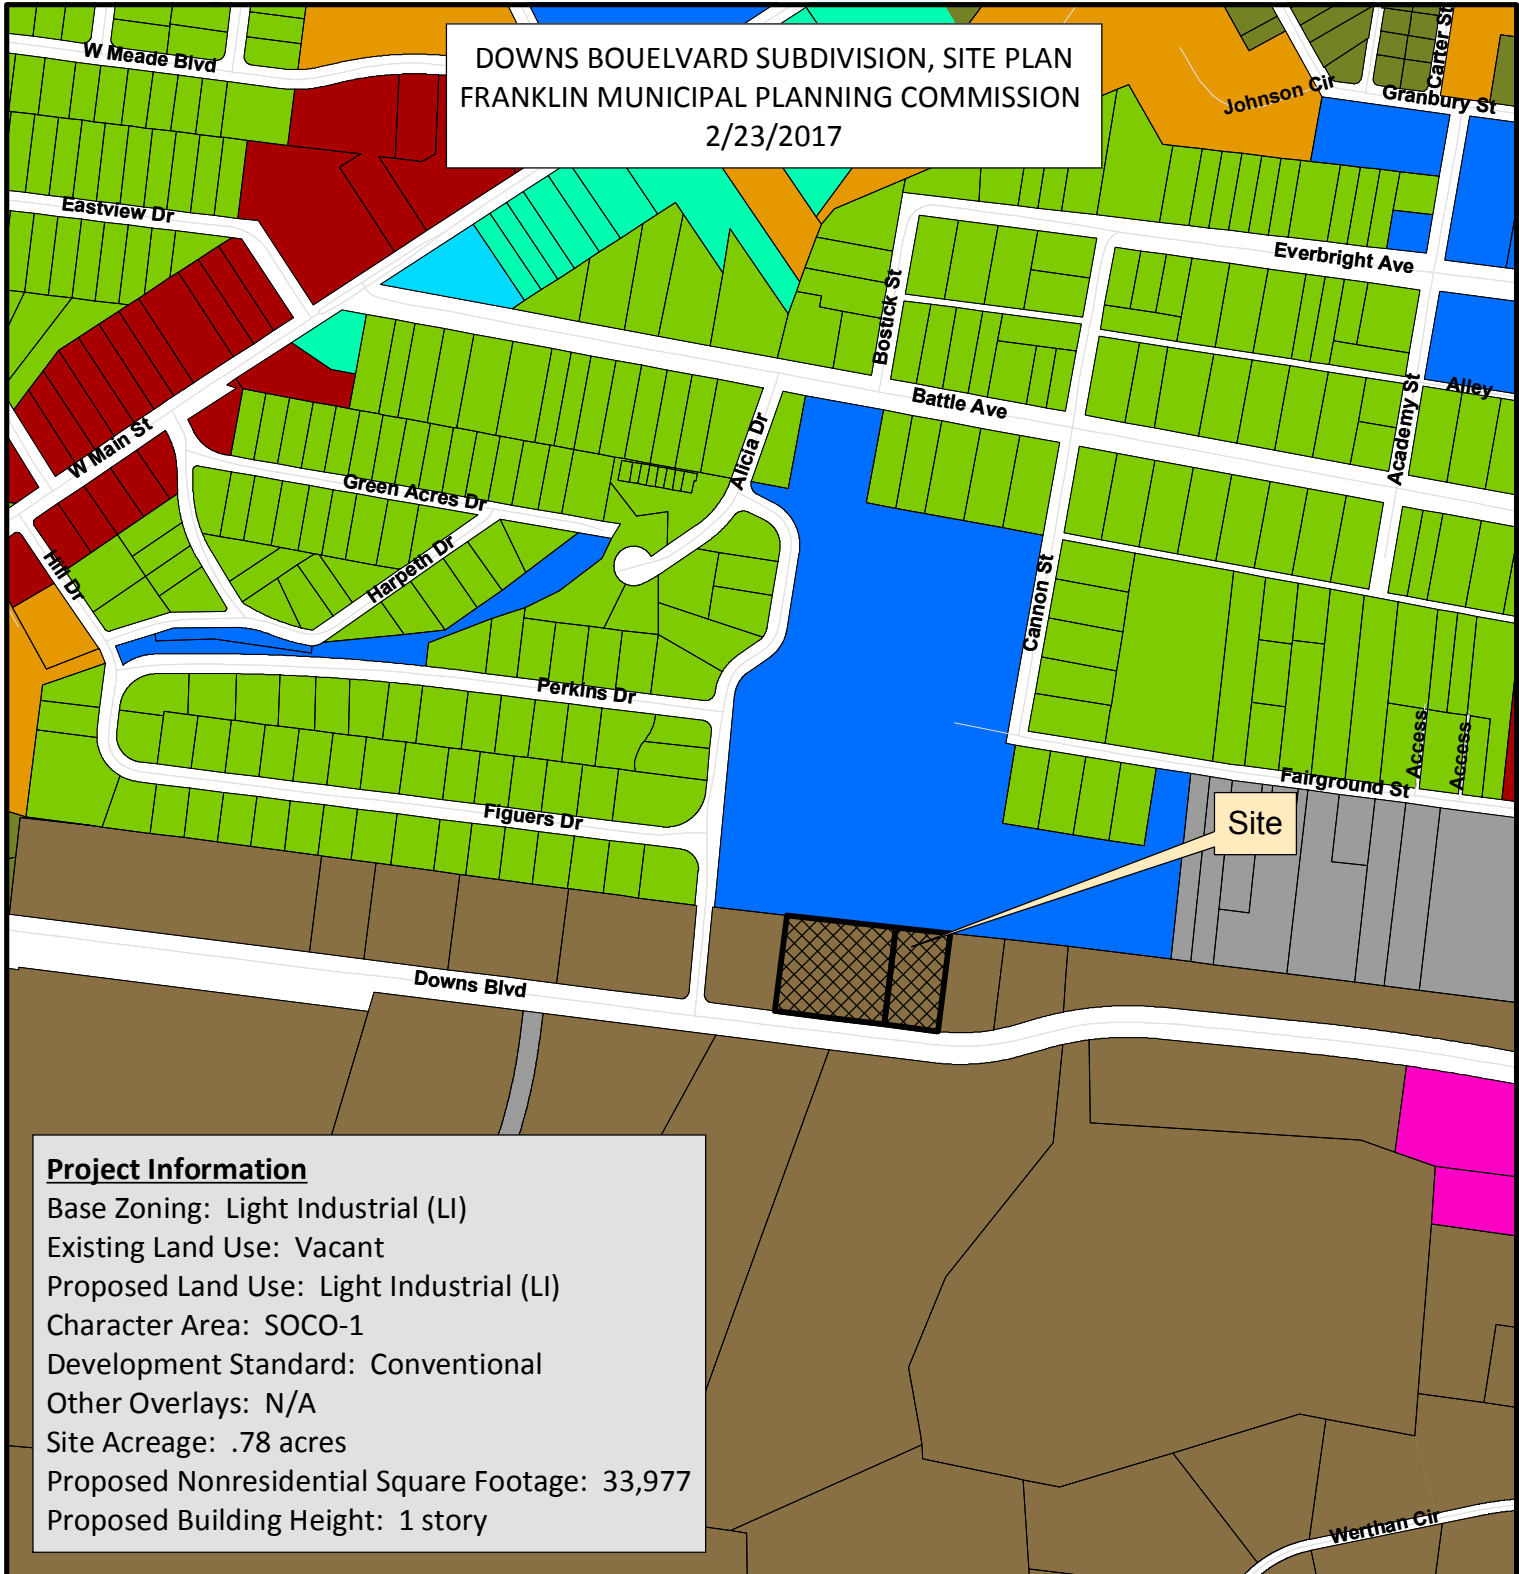 DOWNS BOUELVARD SUBDIVISION, SITE PLAN
FRANKLIN MUNICIPAL PLANNING COMMISSION
2/23/2017
W Meade Blvd
Johnson Cir
Carter St
Granbury St
Eastview Dr
Everbright Ave
Bostick St
Alley
Battle Ave
Academy St
W Main St
Alicia Dr
Green Acres Dr
Harpeth Dr
Hill Dr
Cannon St
Perkins Dr
Access
Access
Fairground St
Figuers Dr
Site
Downs Blvd
Project Information
Base Zoning: Light Industrial (LI)
Existing Land Use: Vacant
Proposed Land Use: Light Industrial (LI)
Character Area: SOCO-1
Development Standard: Conventional
Other Overlays: N/A
Site Acreage: .78 acres
Proposed Nonresidential Square Footage: 33,977
Proposed Building Height: 1 story
Werthan Cir